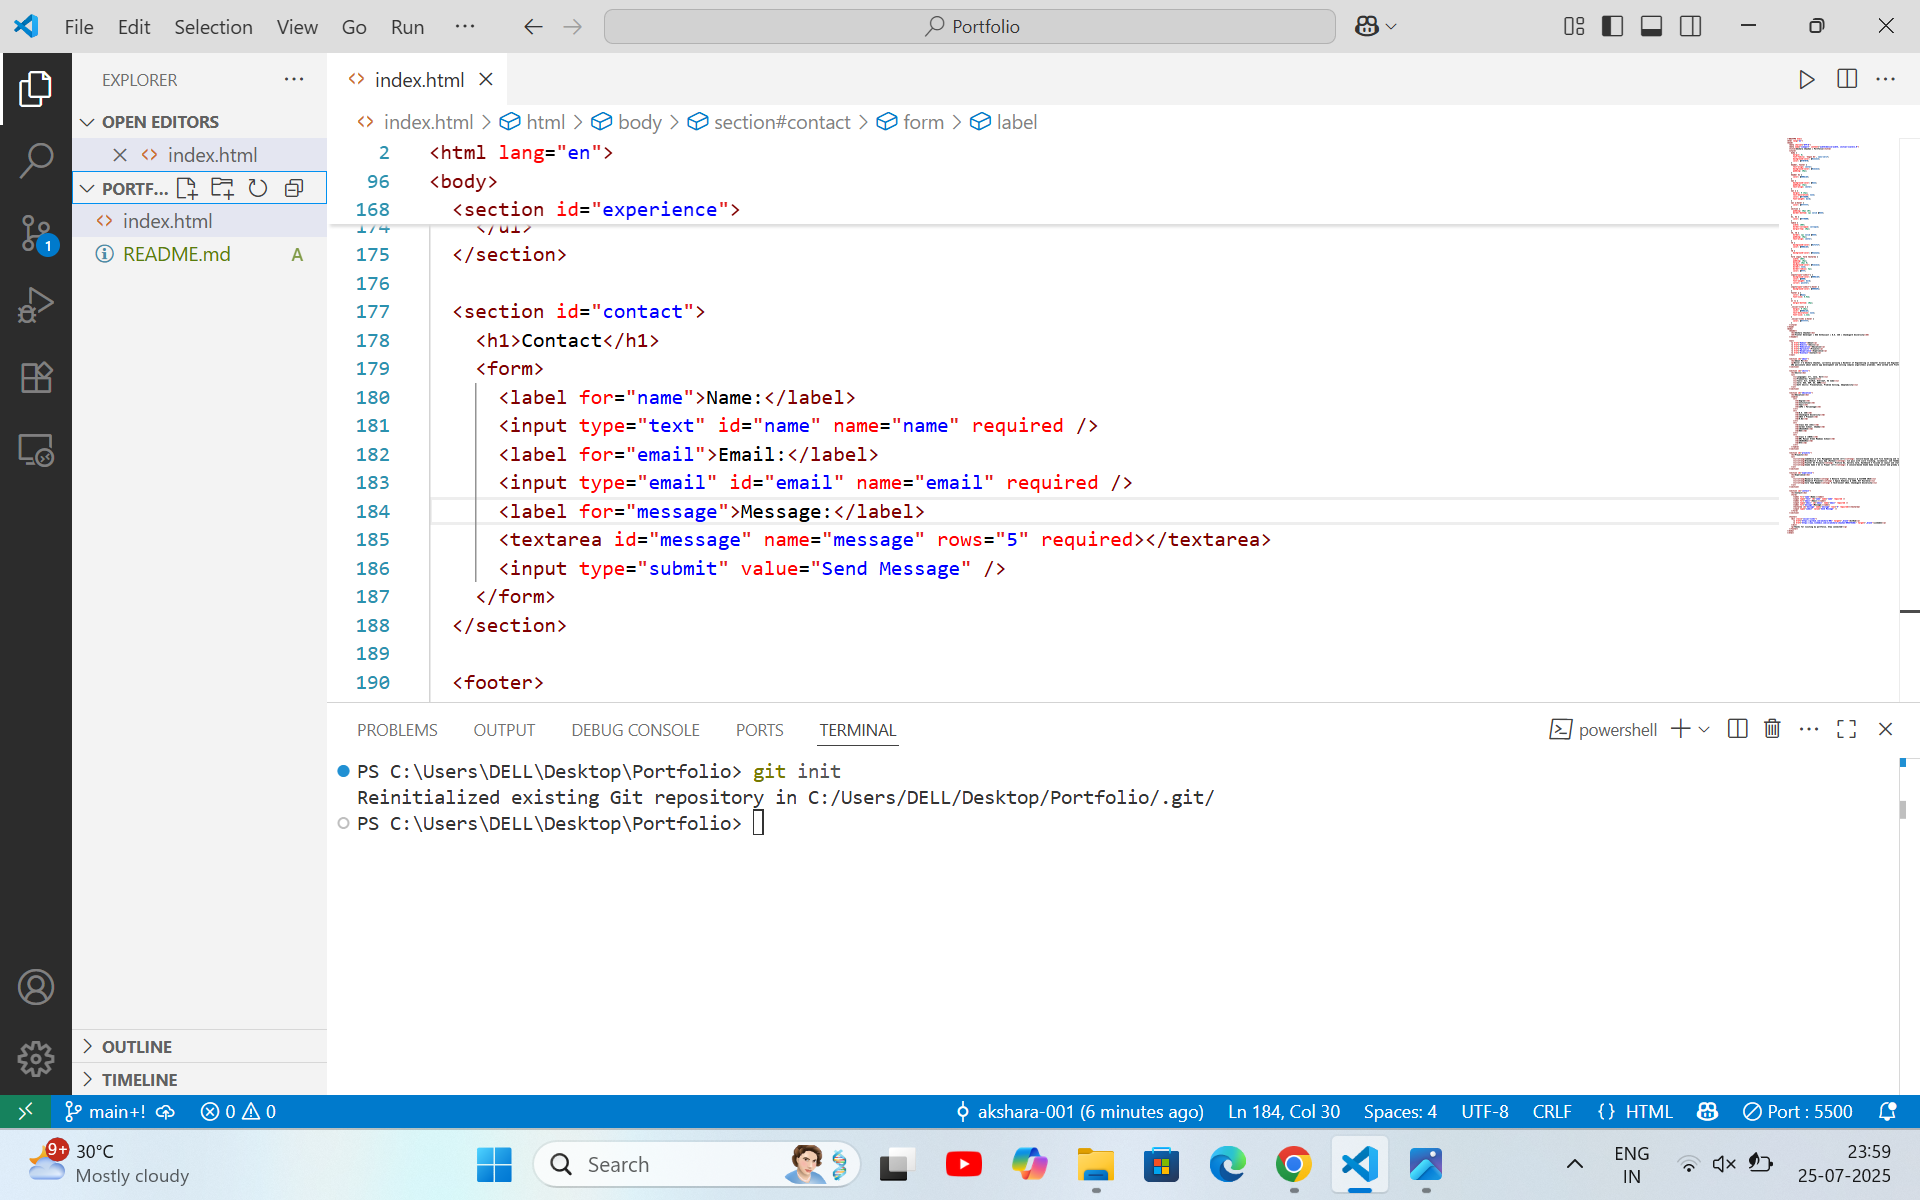 File Edit Selection View Go Run ··· Portfolio
EXPLORER
OPEN EDITORS
index.html
PORTF...
index.html
README.md A
1
OUTLINE
TIMELINE
index.html
index.html > html > body > section#contact > form > label
2 <html lang="en">
96 <body>
168 <section id="experience">
174 </ul>
175 </section>
176
177 <section id="contact">
178 <h1>Contact</h1>
179 <form>
180 <label for="name">Name:</label>
181 <input type="text" id="name" name="name" required />
182 <label for="email">Email:</label>
183 <input type="email" id="email" name="email" required />
184 <label for="message">Message:</label>
185 <textarea id="message" name="message" rows="5" required></textarea>
186 <input type="submit" value="Send Message" />
187 </form>
188 </section>
189
190 <footer>
PROBLEMS OUTPUT DEBUG CONSOLE PORTS TERMINAL powershell
PS C:\Users\DELL\Desktop\Portfolio> git init
Reinitialized existing Git repository in C:/Users/DELL/Desktop/Portfolio/.git/
PS C:\Users\DELL\Desktop\Portfolio>
main+! 0 0 akshara-001 (6 minutes ago) Ln 184, Col 30 Spaces: 4 UTF-8 CRLF {} HTML Port : 5500
9+ 30°C
Mostly cloudy
Search
ENG
IN
23:59
25-07-2025